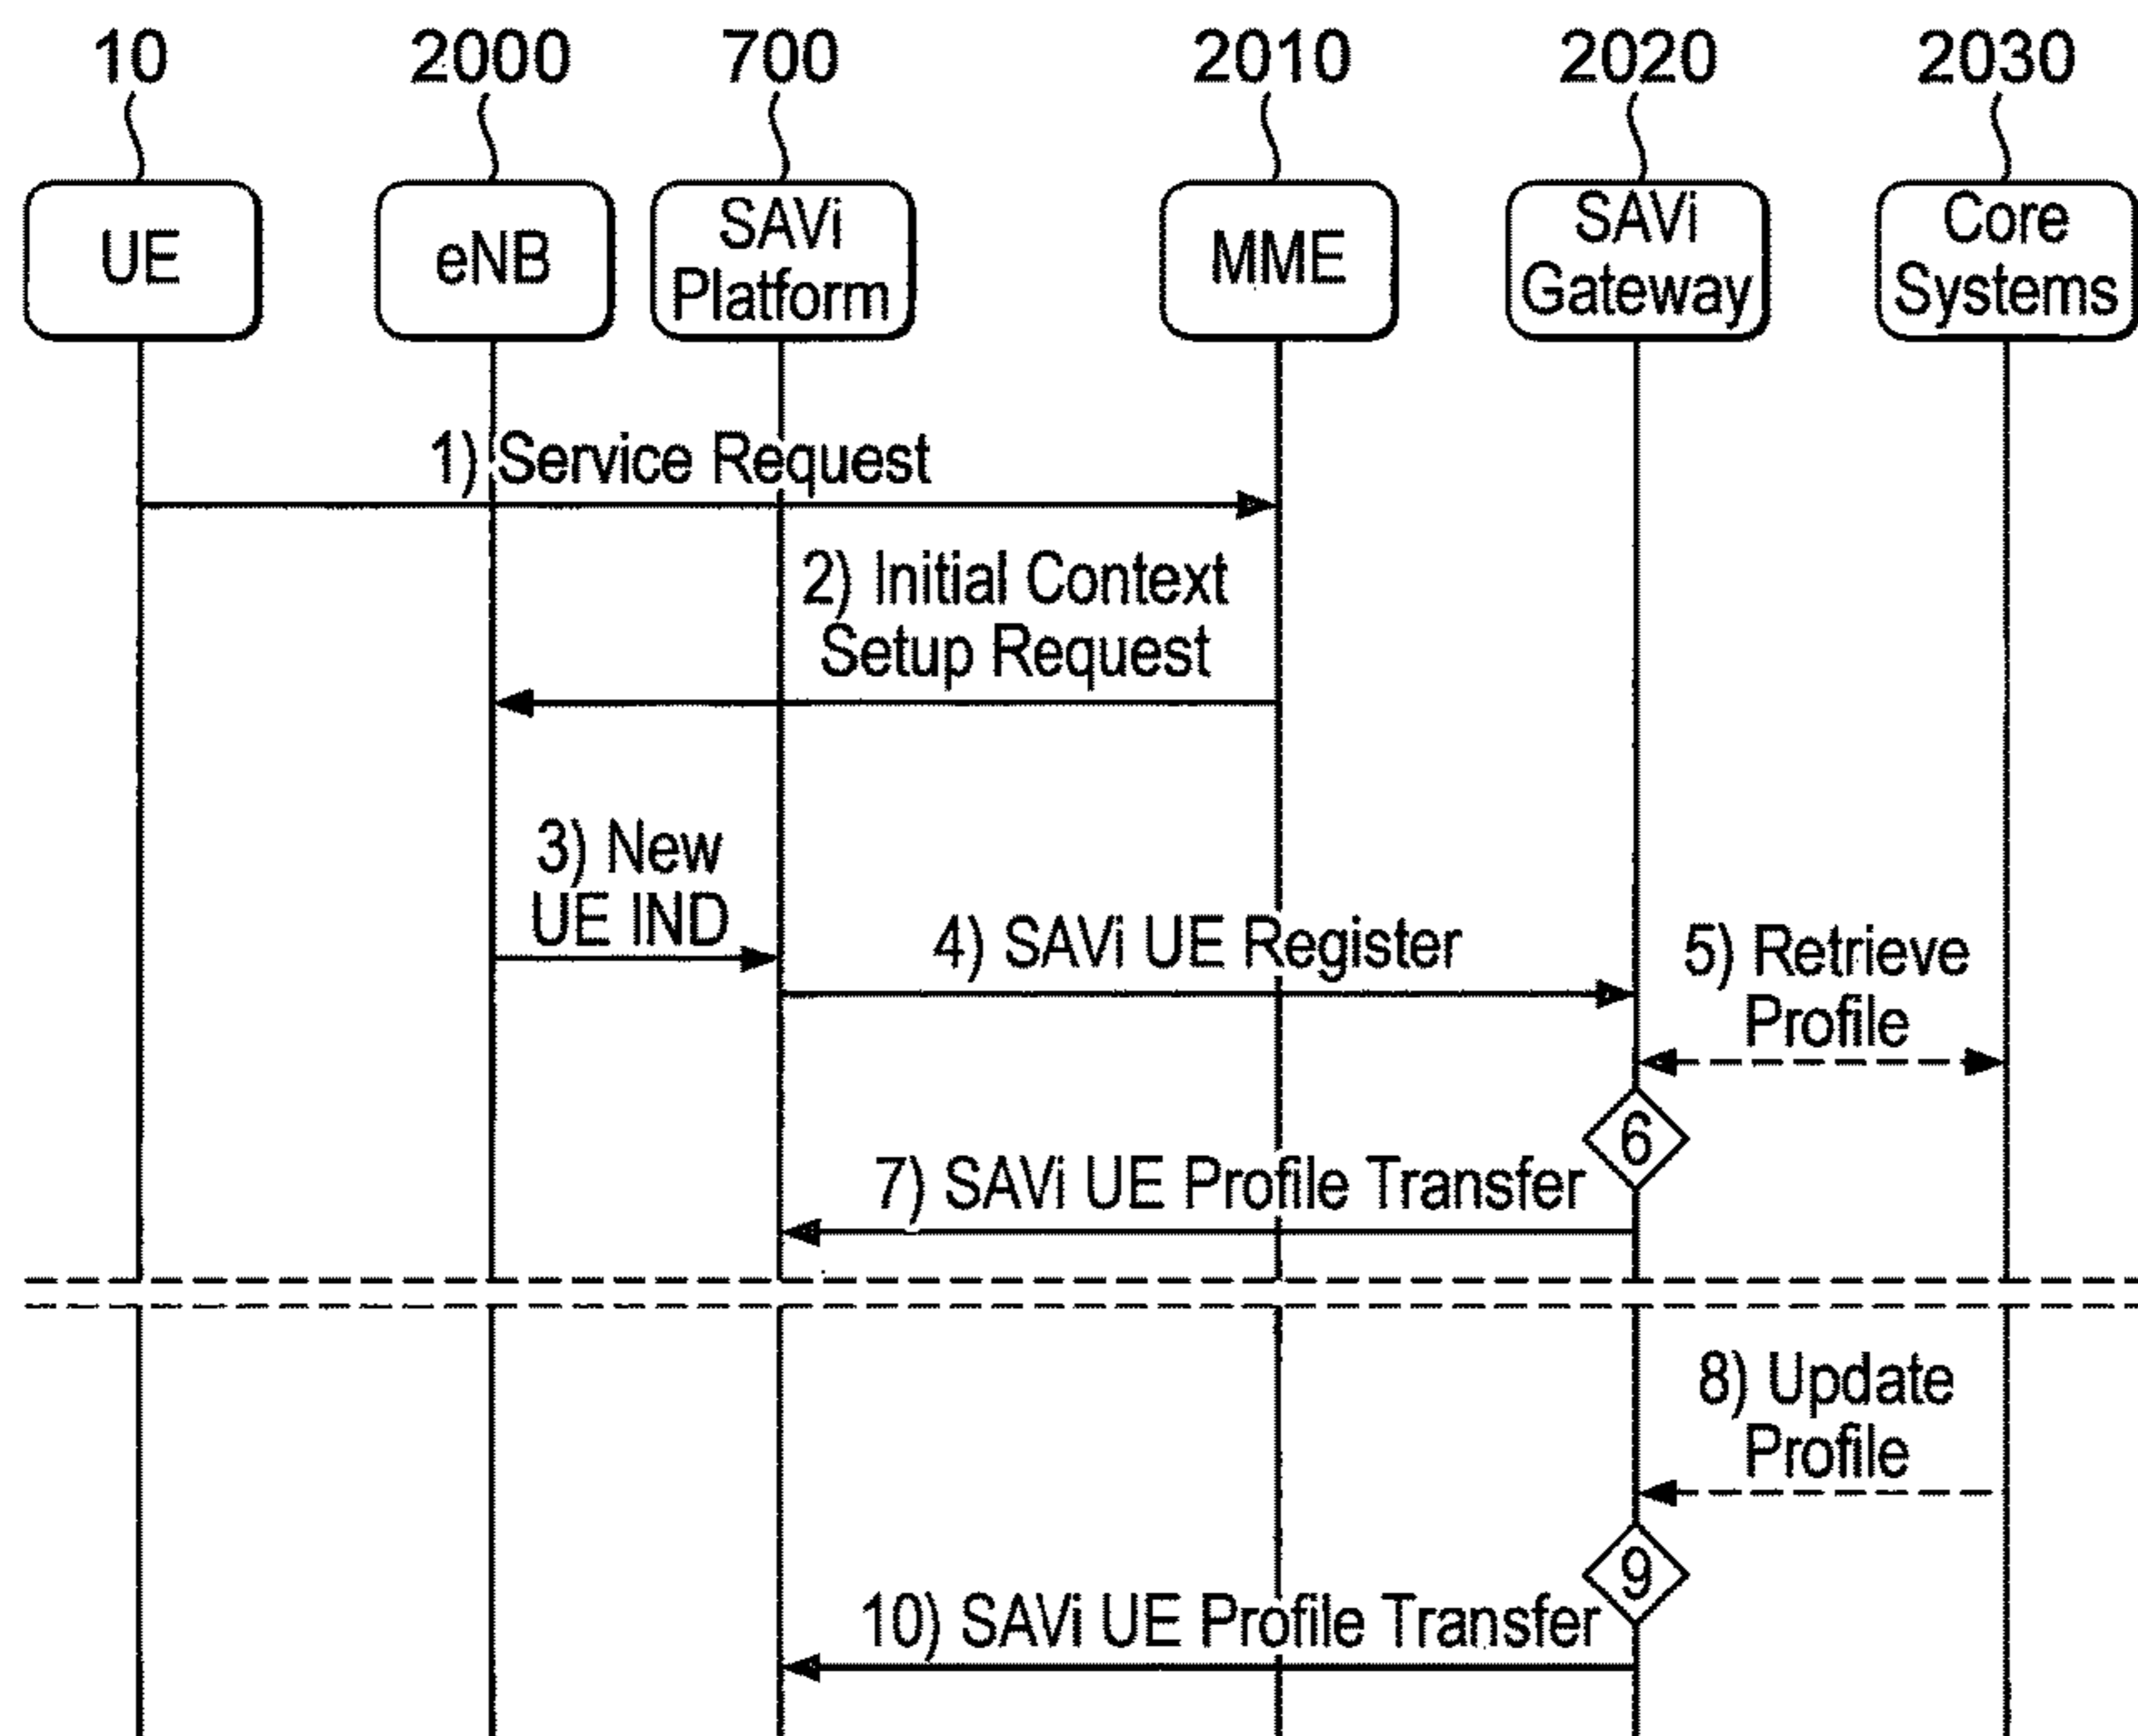 10
2000
700
2010
2020
2030
UE
eNB
SAVi
Platform
MME
SAVi
Gateway
Core
Systems
1) Service Request
2) Initial Context
Setup Request
3) New
UE IND
4) SAVi UE Register
5) Retrieve
Profile
6
7) SAVi UE Profile Transfer
8) Update
Profile
9
10) SAVi UE Profile Transfer